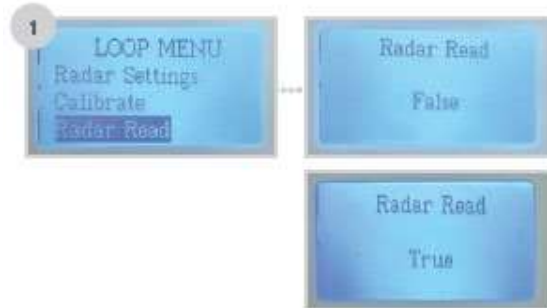 1
LOOP MENU
Radar Settings
Calibrate
Radar Read
Radar Read
False
Radar Read
True